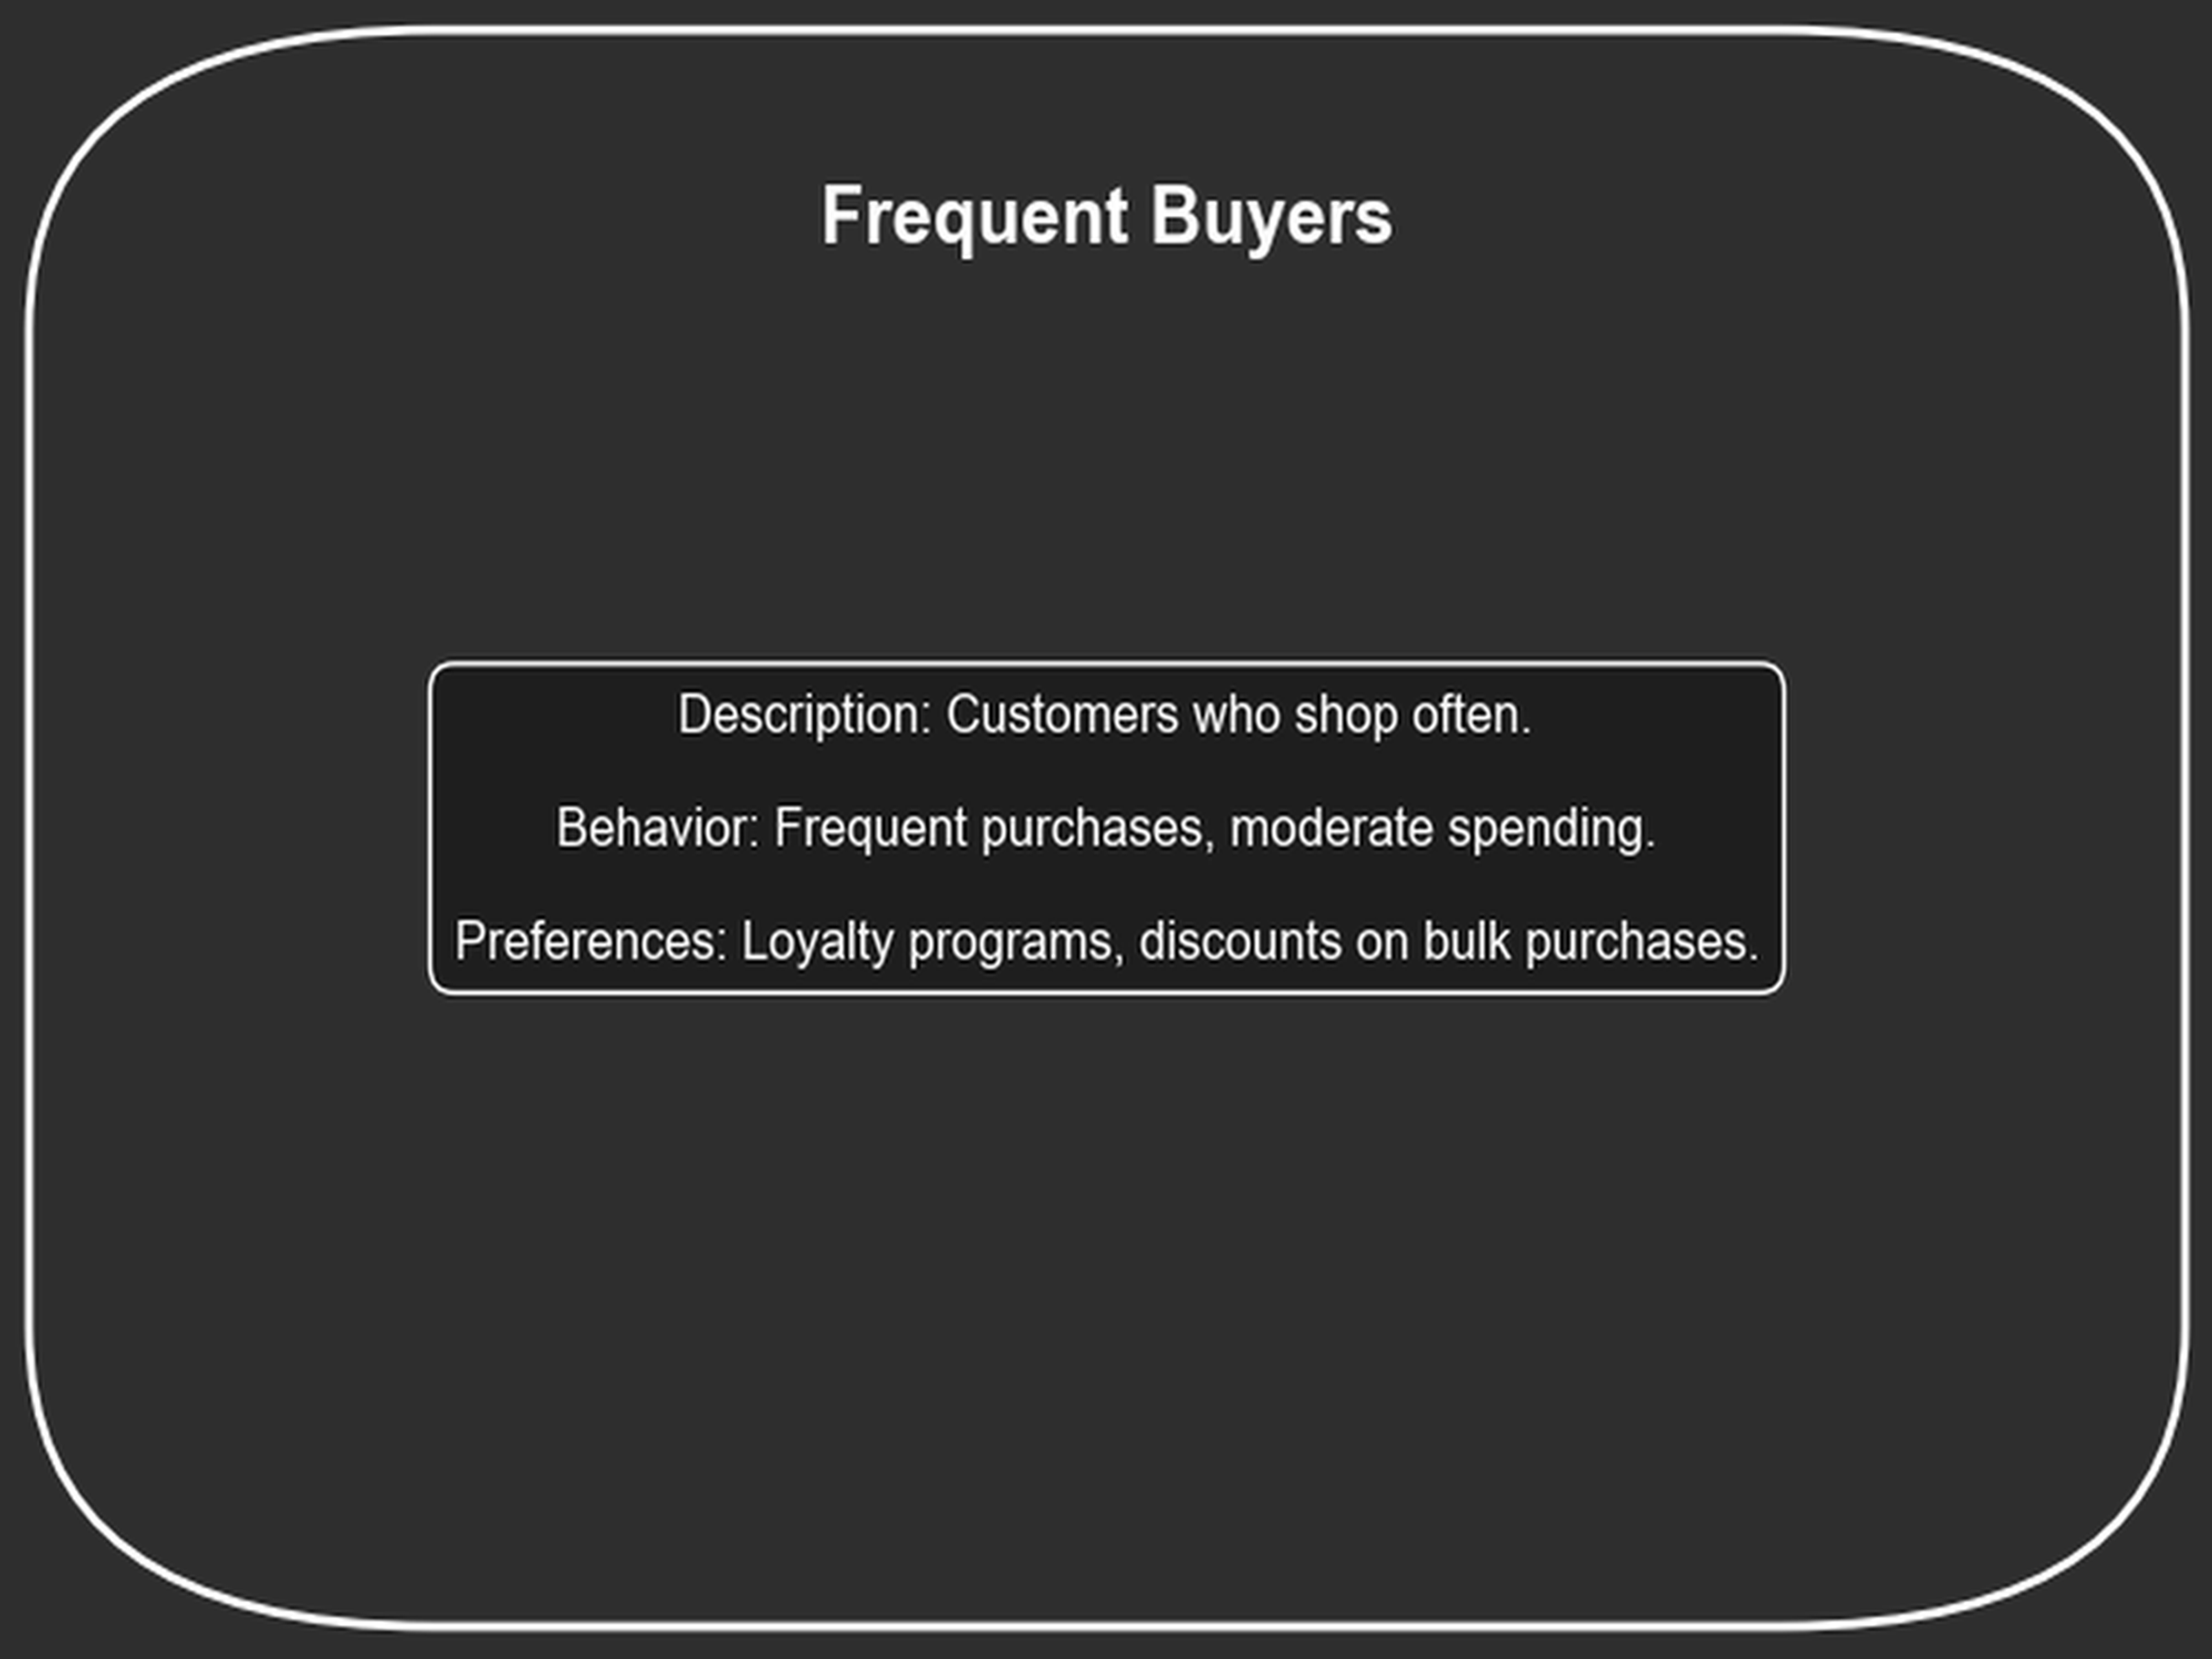 Frequent Buyers
Description: Customers who shop often.
Behavior: Frequent purchases, moderate spending.
Preferences: Loyalty programs, discounts on bulk purchases.